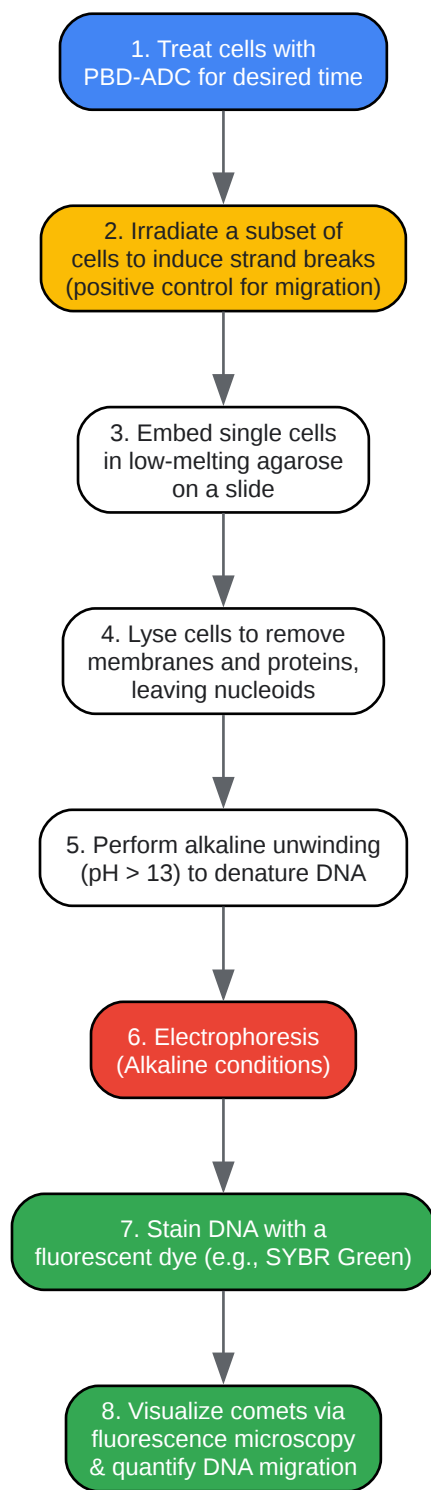 1. Treat cells with
PBD-ADC for desired time
2. Irradiate a subset of
cells to induce strand breaks
(positive control for migration)
3. Embed single cells
in low-melting agarose
on a slide
4. Lyse cells to remove
membranes and proteins,
leaving nucleoids
5. Perform alkaline unwinding
(pH > 13) to denature DNA
6. Electrophoresis
(Alkaline conditions)
7. Stain DNA with a
fluorescent dye (e.g., SYBR Green)
8. Visualize comets via
fluorescence microscopy
& quantify DNA migration